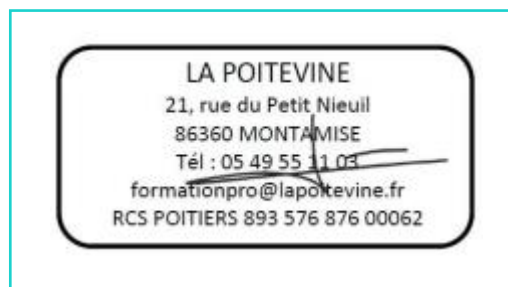 LA POITEVINE
21, rue du Petit Nieuil
86360 MONTAMISE
Tél : 05 49 55 11 03
formationpro@lapoitevine.fr
RCS POITIERS 893 576 876 00062